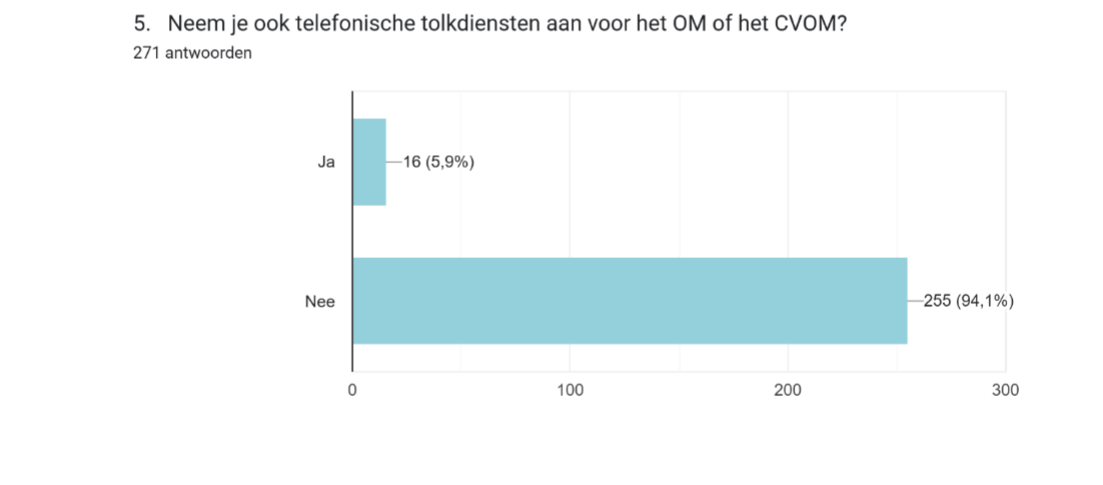 5. Neem je ook telefonische tolkdiensten aan voor het OM of het CVOM?
271 antwoorden
Ja
16 (5,9%)
Nee
255 (94,1%)
0 100 200 300